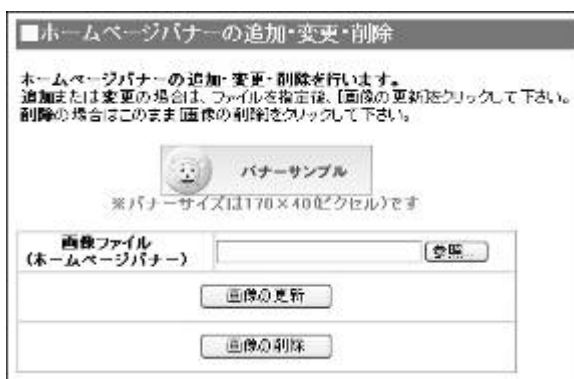 ■ホームページバナーの追加・変更・削除
ホームページバナーの追加・変更・削除を行います。
追加または変更の場合は、ファイルを指定後、[画像の更新]をクリックして下さい。
削除の場合はこのまま[画像の削除]をクリックして下さい。
バナーサンプル
※バナーサイズは170×40(ピクセル)です
画像ファイル
(ホームページバナー)
参照...
画像の更新
画像の削除